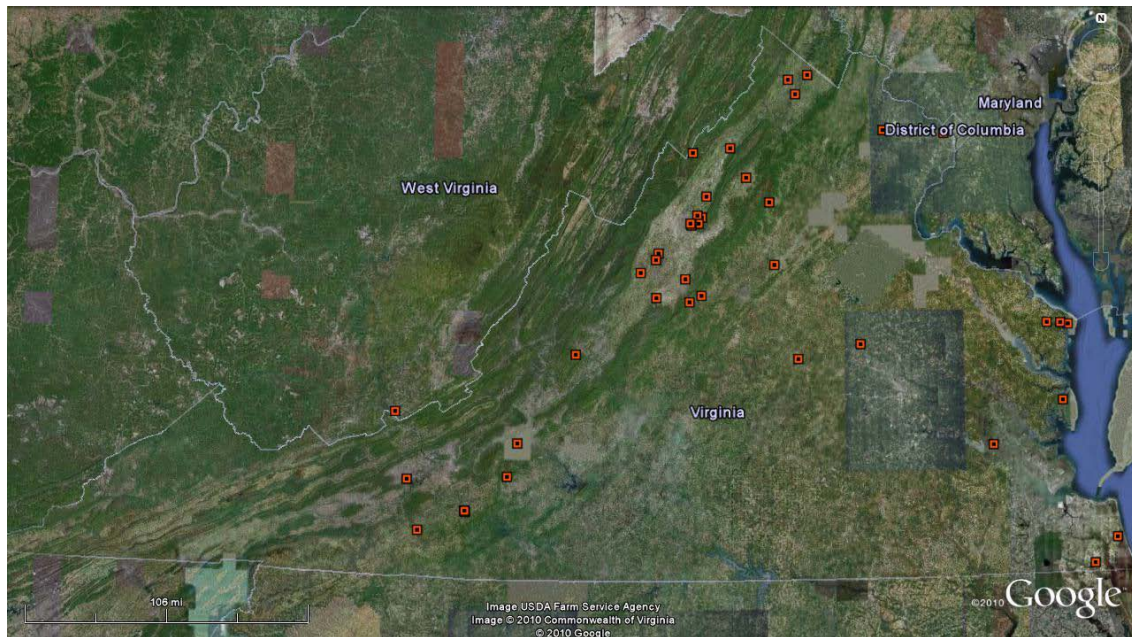 N
Maryland
District of Columbia
West Virginia
Virginia
106 mi
Image USDA Farm Service Agency
Image © 2010 Commonwealth of Virginia
© 2010 Google
©2010 Google